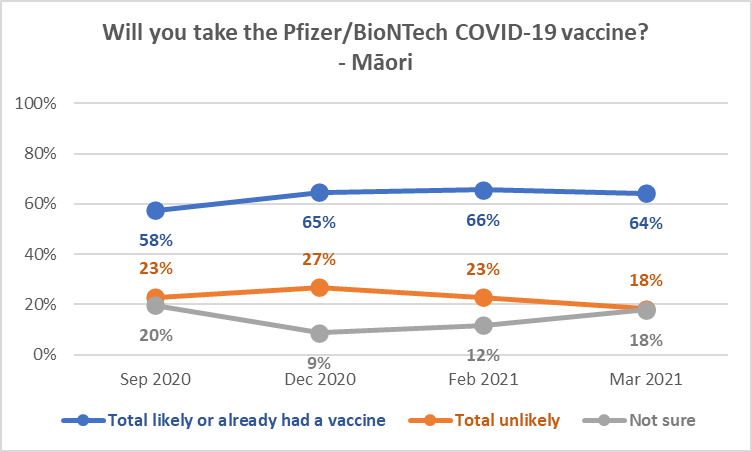 Will you take the Pfizer/BioNTech COVID-19 vaccine?
- Māori
100%
80%
60%
40%
20%
0%
58%
65%
66%
64%
23%
27%
23%
18%
20%
9%
12%
18%
Sep 2020
Dec 2020
Feb 2021
Mar 2021
Total likely or already had a vaccine
Total unlikely
Not sure